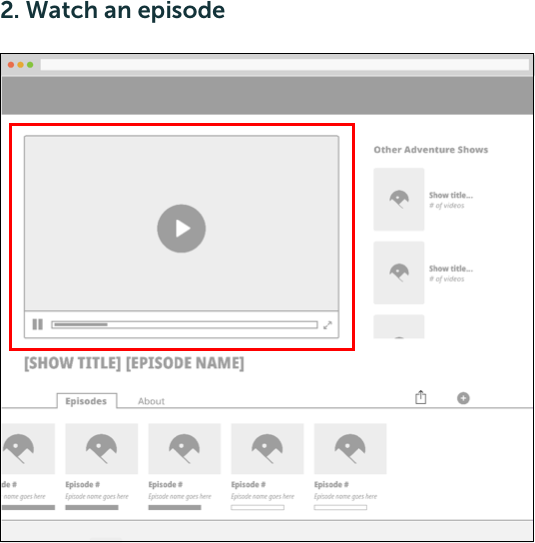 2. Watch an episode
Other Adventure Shows
Show title...
# of videos
Show title...
# of videos
[SHOW TITLE] [EPISODE NAME]
Episodes
About
de #
name goes here
Episode #
Episode name goes here
Episode #
Episode name goes here
Episode #
Episode name goes here
Episode #
Episode name goes here